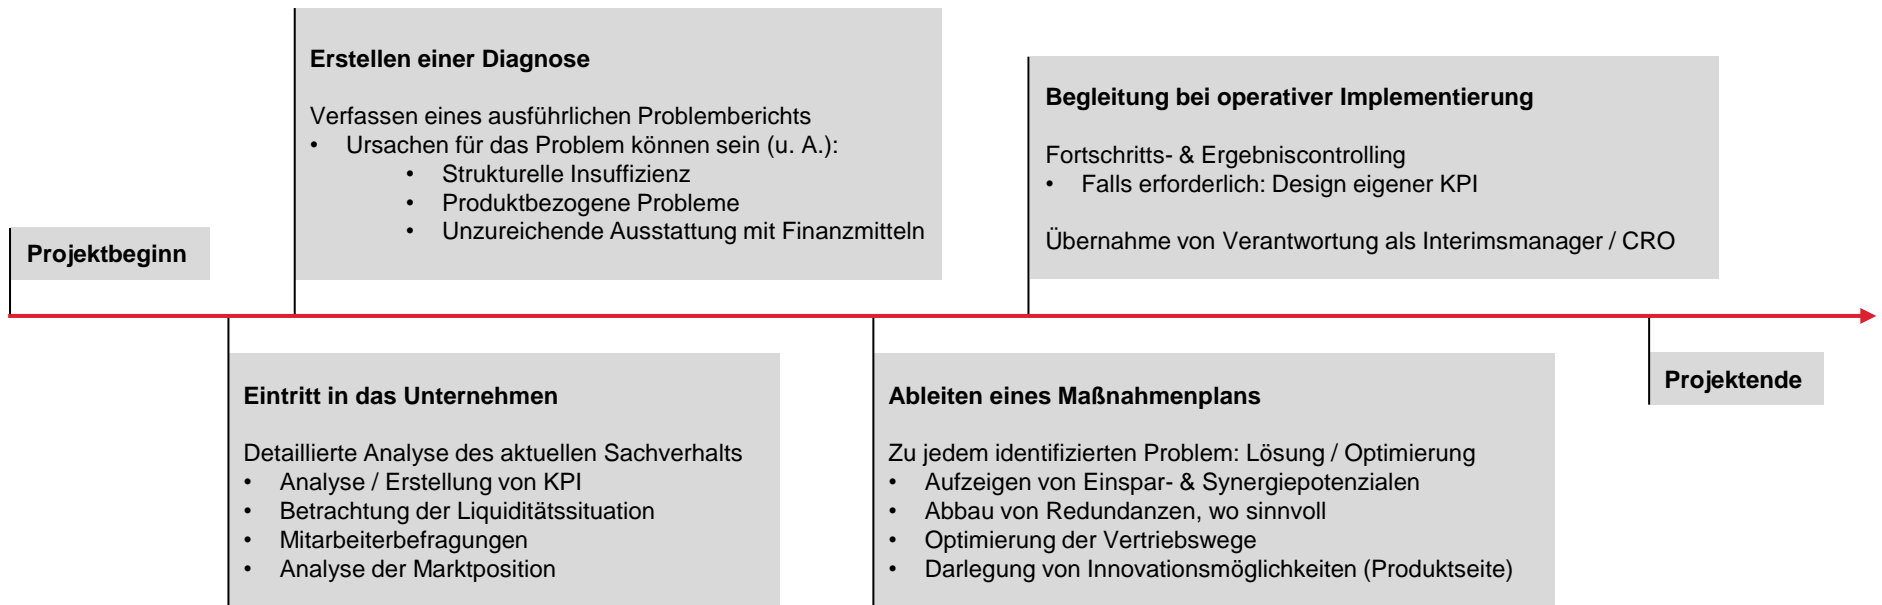 Projektbeginn
Eintritt in das Unternehmen
Detaillierte Analyse des aktuellen Sachverhalts
• Analyse / Erstellung von KPI
• Betrachtung der Liquiditätssituation
• Mitarbeiterbefragungen
• Analyse der Marktposition
Erstellen einer Diagnose
Verfassen eines ausführlichen Problemberichts
• Ursachen für das Problem können sein (u. A.):
• Strukturelle Insuffizienz
• Produktbezogene Probleme
• Unzureichende Ausstattung mit Finanzmitteln
Ableiten eines Maßnahmenplans
Zu jedem identifizierten Problem: Lösung / Optimierung
• Aufzeigen von Einspar- & Synergiepotenzialen
• Abbau von Redundanzen, wo sinnvoll
• Optimierung der Vertriebswege
• Darlegung von Innovationsmöglichkeiten (Produktseite)
Begleitung bei operativer Implementierung
Fortschritts- & Ergebniscontrolling
• Falls erforderlich: Design eigener KPI
Übernahme von Verantwortung als Interimsmanager / CRO
Projektende